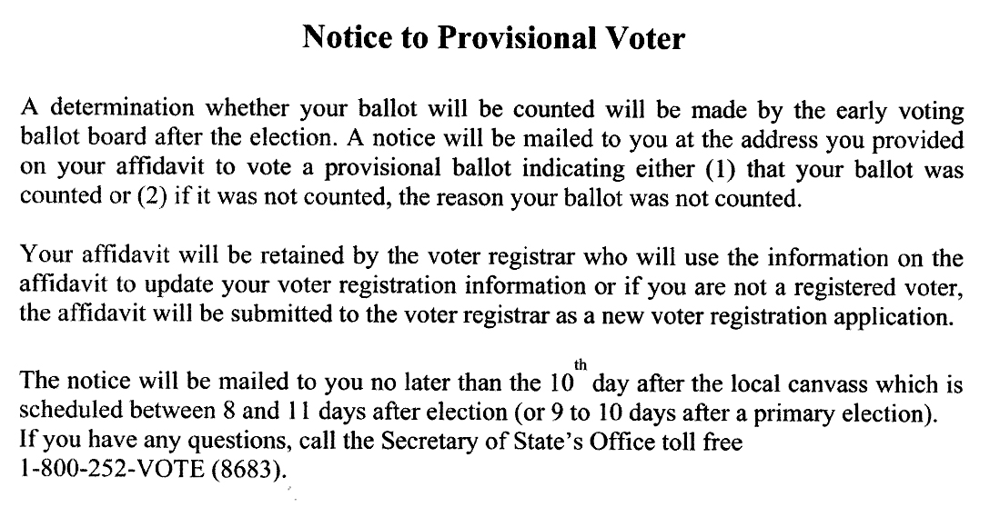 Notice to Provisional Voter
A determination whether your ballot will be counted will be made by the early voting
ballot board after the election. A notice will be mailed to you at the address you provided
on your affidavit to vote a provisional ballot indicating either (1) that your ballot was
counted or (2) if it was not counted, the reason your ballot was not counted.
Your affidavit will be retained by the voter registrar who will use the information on the
affidavit to update your voter registration information or if you are not a registered voter,
the affidavit will be submitted to the voter registrar as a new voter registration application.
The notice will be mailed to you no later than the 10th day after the local canvass which is
scheduled between 8 and 11 days after election (or 9 to 10 days after a primary election).
If you have any questions, call the Secretary of State's Office toll free
1-800-252-VOTE (8683).